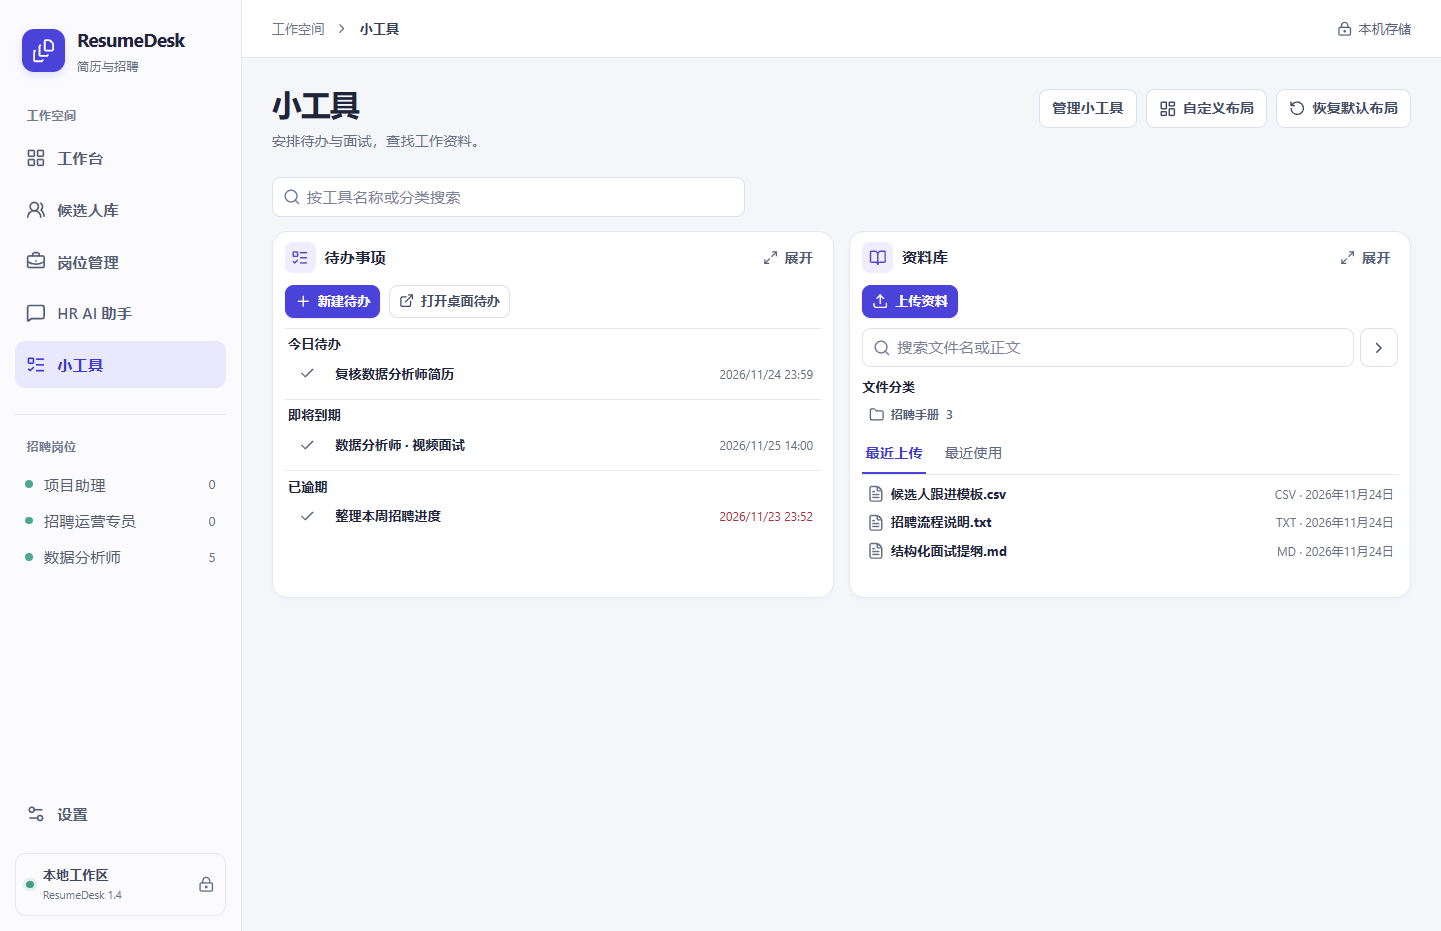 ResumeDesk
简历与招聘
工作空间
工作台
候选人库
岗位管理
HR AI 助手
小工具
招聘岗位
项目助理 0
招聘运营专员 0
数据分析师 5
设置
本地工作区
ResumeDesk 1.4
工作空间 小工具
本机存储
小工具
安排待办与面试，查找工作资料。
管理小工具
自定义布局
恢复默认布局
按工具名称或分类搜索
待办事项
展开
新建待办
打开桌面待办
今日待办
复核数据分析师简历 2026/11/24 23:59
即将到期
数据分析师 · 视频面试 2026/11/25 14:00
已逾期
整理本周招聘进度 2026/11/23 23:52
资料库
展开
上传资料
搜索文件名或正文
文件分类
招聘手册 3
最近上传 最近使用
候选人跟进模板.csv CSV · 2026年11月24日
招聘流程说明.txt TXT · 2026年11月24日
结构化面试提纲.md MD · 2026年11月24日